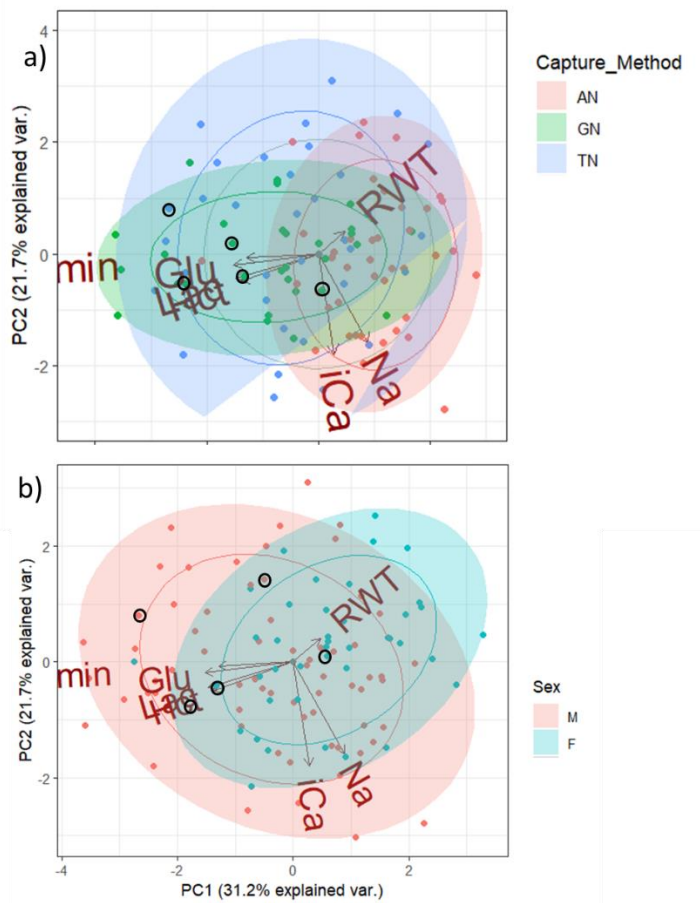 a)
4
2
0
-2
PC2 (21.7% explained var.)
min
Glu
Lact
RWT
iCa
Na
Capture_Method
AN
GN
TN
b)
2
0
-2
PC2 (21.7% explained var.)
min
Glu
RWT
iCa
Na
-4
-2
0
2
PC1 (31.2% explained var.)
Sex
M
F